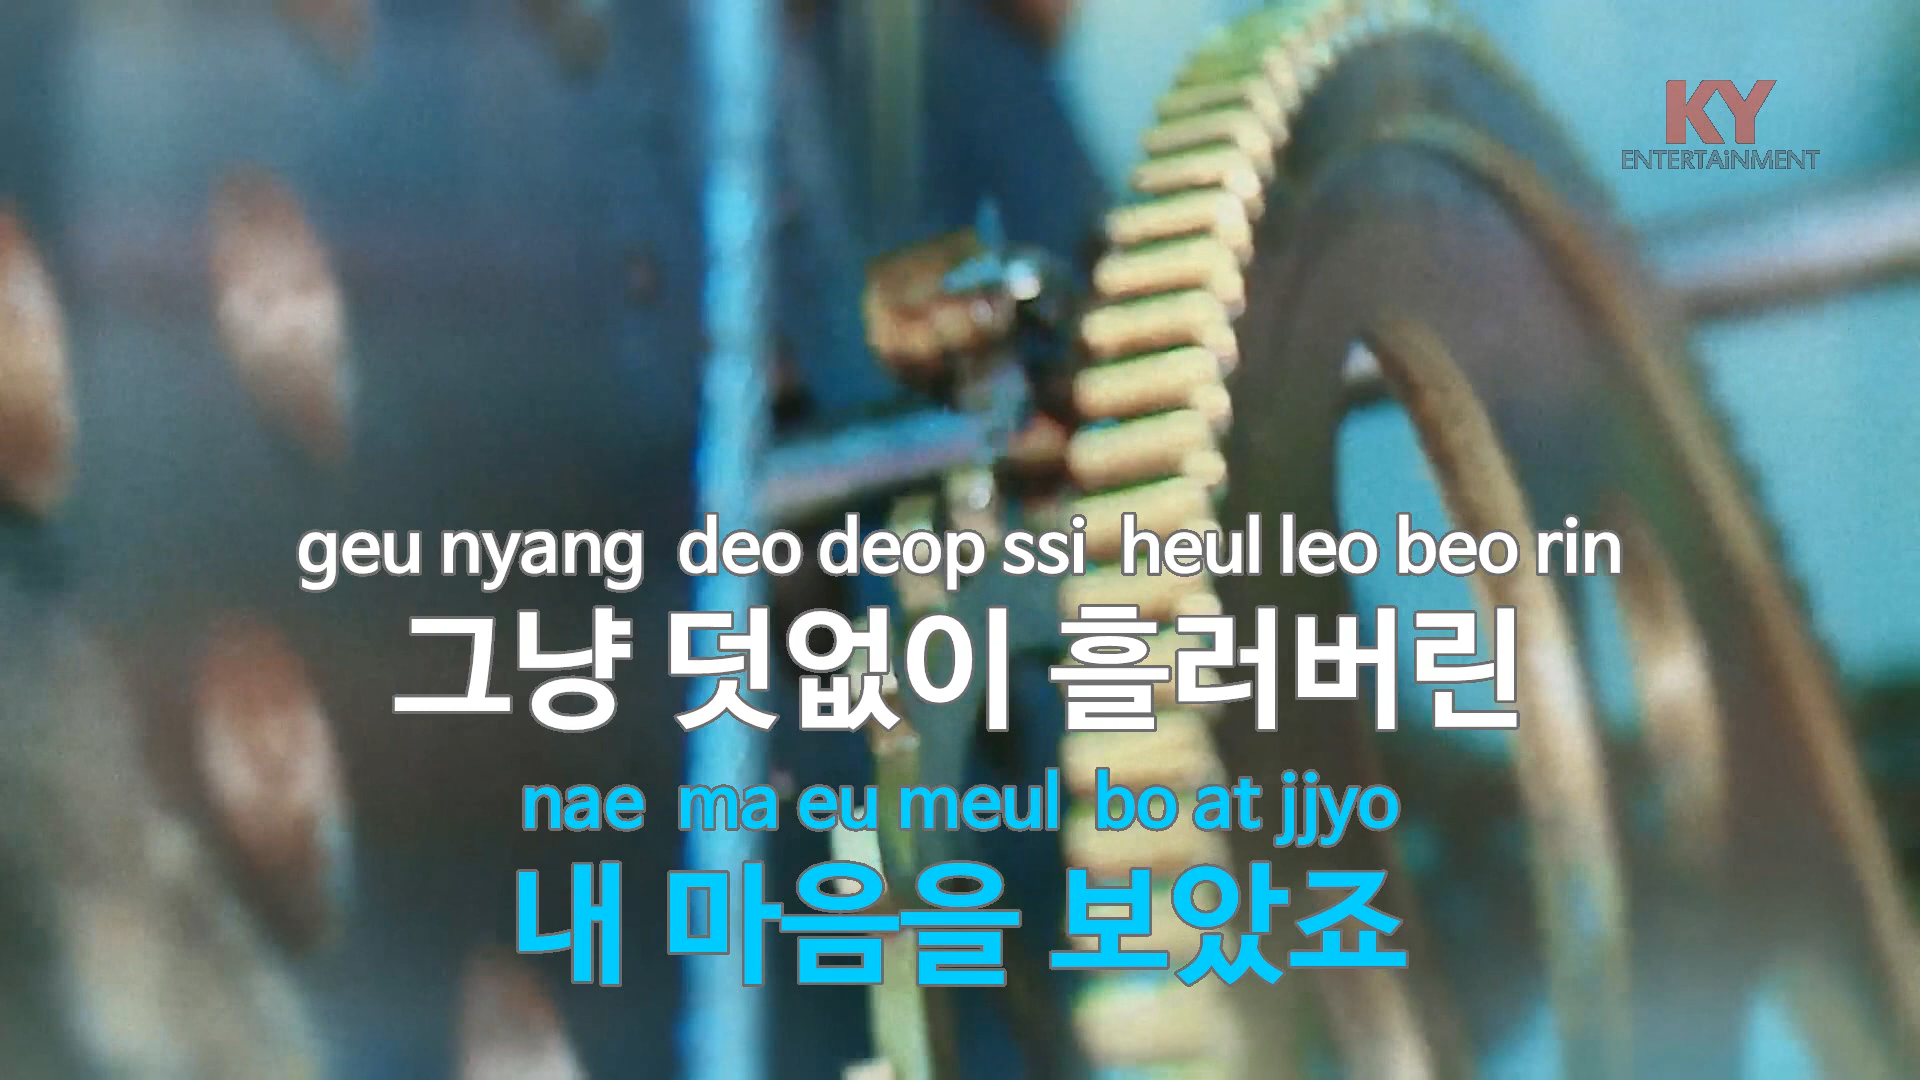 KY
ENTERTAiNMENT
geu nyang deo deop ssi heul leo beo rin
그냥 덧없이 흘러버린
nae ma eu meul bo at jjyo
내 마음을 보았죠